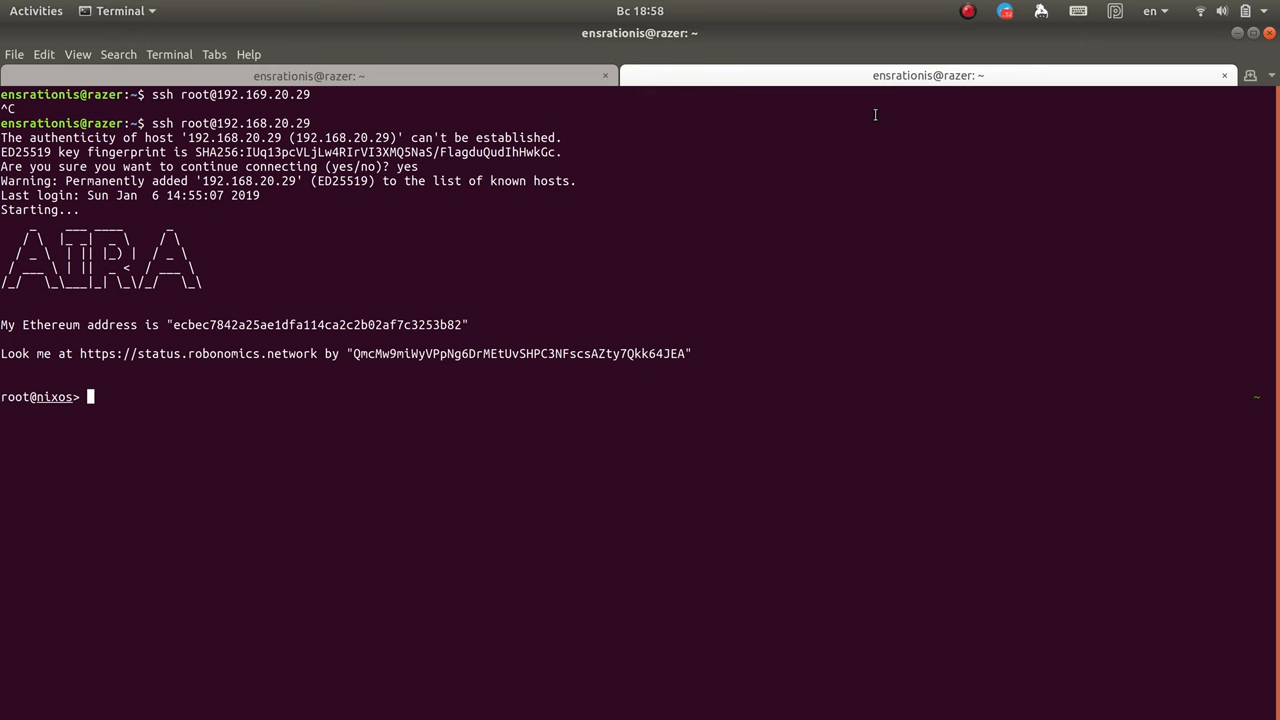 Activities Terminal Вс 18:58 en
ensrationis@razer: ~
File Edit View Search Terminal Tabs Help
ensrationis@razer: ~ × ensrationis@razer: ~ ×
ensrationis@razer:~$ ssh root@192.169.20.29
^C
ensrationis@razer:~$ ssh root@192.168.20.29
The authenticity of host '192.168.20.29 (192.168.20.29)' can't be established.
ED25519 key fingerprint is SHA256:IUq13pcVLjLw4RIrVI3XMQ5NaS/FlagduQudIhHwkGc.
Are you sure you want to continue connecting (yes/no)? yes
Warning: Permanently added '192.168.20.29' (ED25519) to the list of known hosts.
Last login: Sun Jan  6 14:55:07 2019
Starting...
AIRA
My Ethereum address is "ecbec7842a25ae1dfa114ca2c2b02af7c3253b82"
Look me at https://status.robonomics.network by "QmcMw9miWyVPpNg6DrMEtUvSHPC3NFscsAZty7Qkk64JEA"
root@nixos> ~